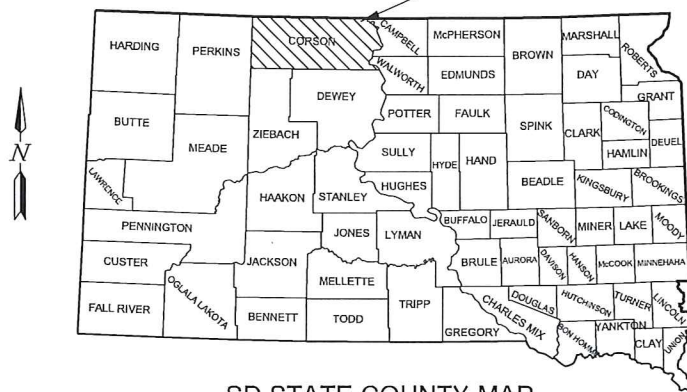 HARDING
PERKINS
CORSON
CAMPBELL
McPHERSON
BROWN
MARSHALL
ROBERTS
WALWORTH
EDMUNDS
DAY
GRANT
DEWEY
BUTTE
ZIEBACH
MEADE
POTTER
FAULK
SPINK
CLARK
CODINGTON
HAMLIN
DEUEL
N
SULLY
HYDE
HAND
LAWRENCE
HAAKON
STANLEY
HUGHES
BEADLE
KINGSBURY
BROOKINGS
PENNINGTON
JONES
LYMAN
BUFFALO
JERAULD
SANBORN
MINER
LAKE
MOODY
CUSTER
JACKSON
MELLETTE
BRULE
AURORA
DAVISON
HANSON
McCOOK
MINNEHAHA
FALL RIVER
OGLALA LAKOTA
BENNETT
TODD
TRIPP
GREGORY
CHARLES MIX
DOUGLAS
HUTCHINSON
TURNER
LINCOLN
BON HOMME
YANKTON
CLAY
UNION
SD STATE COUNTY MAP